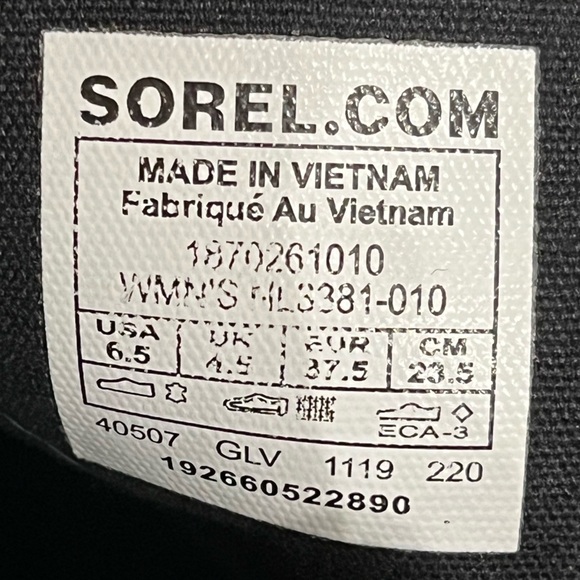 SOREL.COM
MADE IN VIETNAM
Fabriqué Au Vietnam
1870261010
WMN'S NL3381-010
USA UK EUR CM
6.5 4.5 37.5 23.5
ECA-3
40507 GLV 1119 220
192660522890